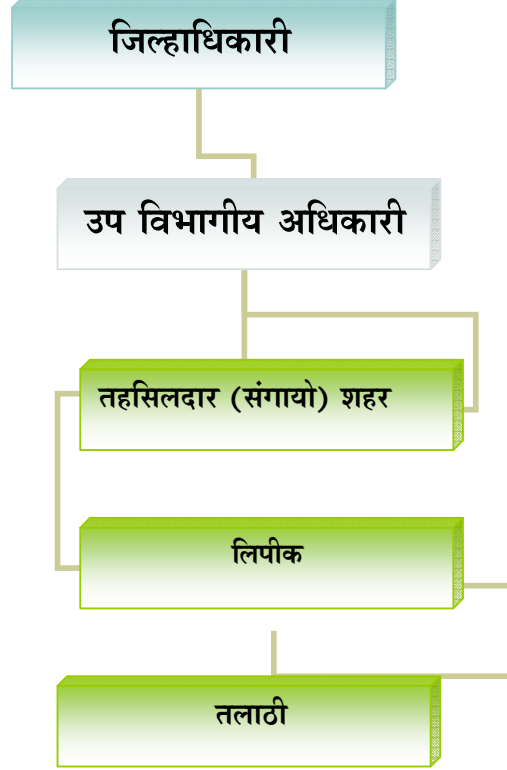 जिल्हाधिकारी
उप विभागीय अधिकारी
तहसिलदार (संगायो) शहर
लिपीक
तलाठी